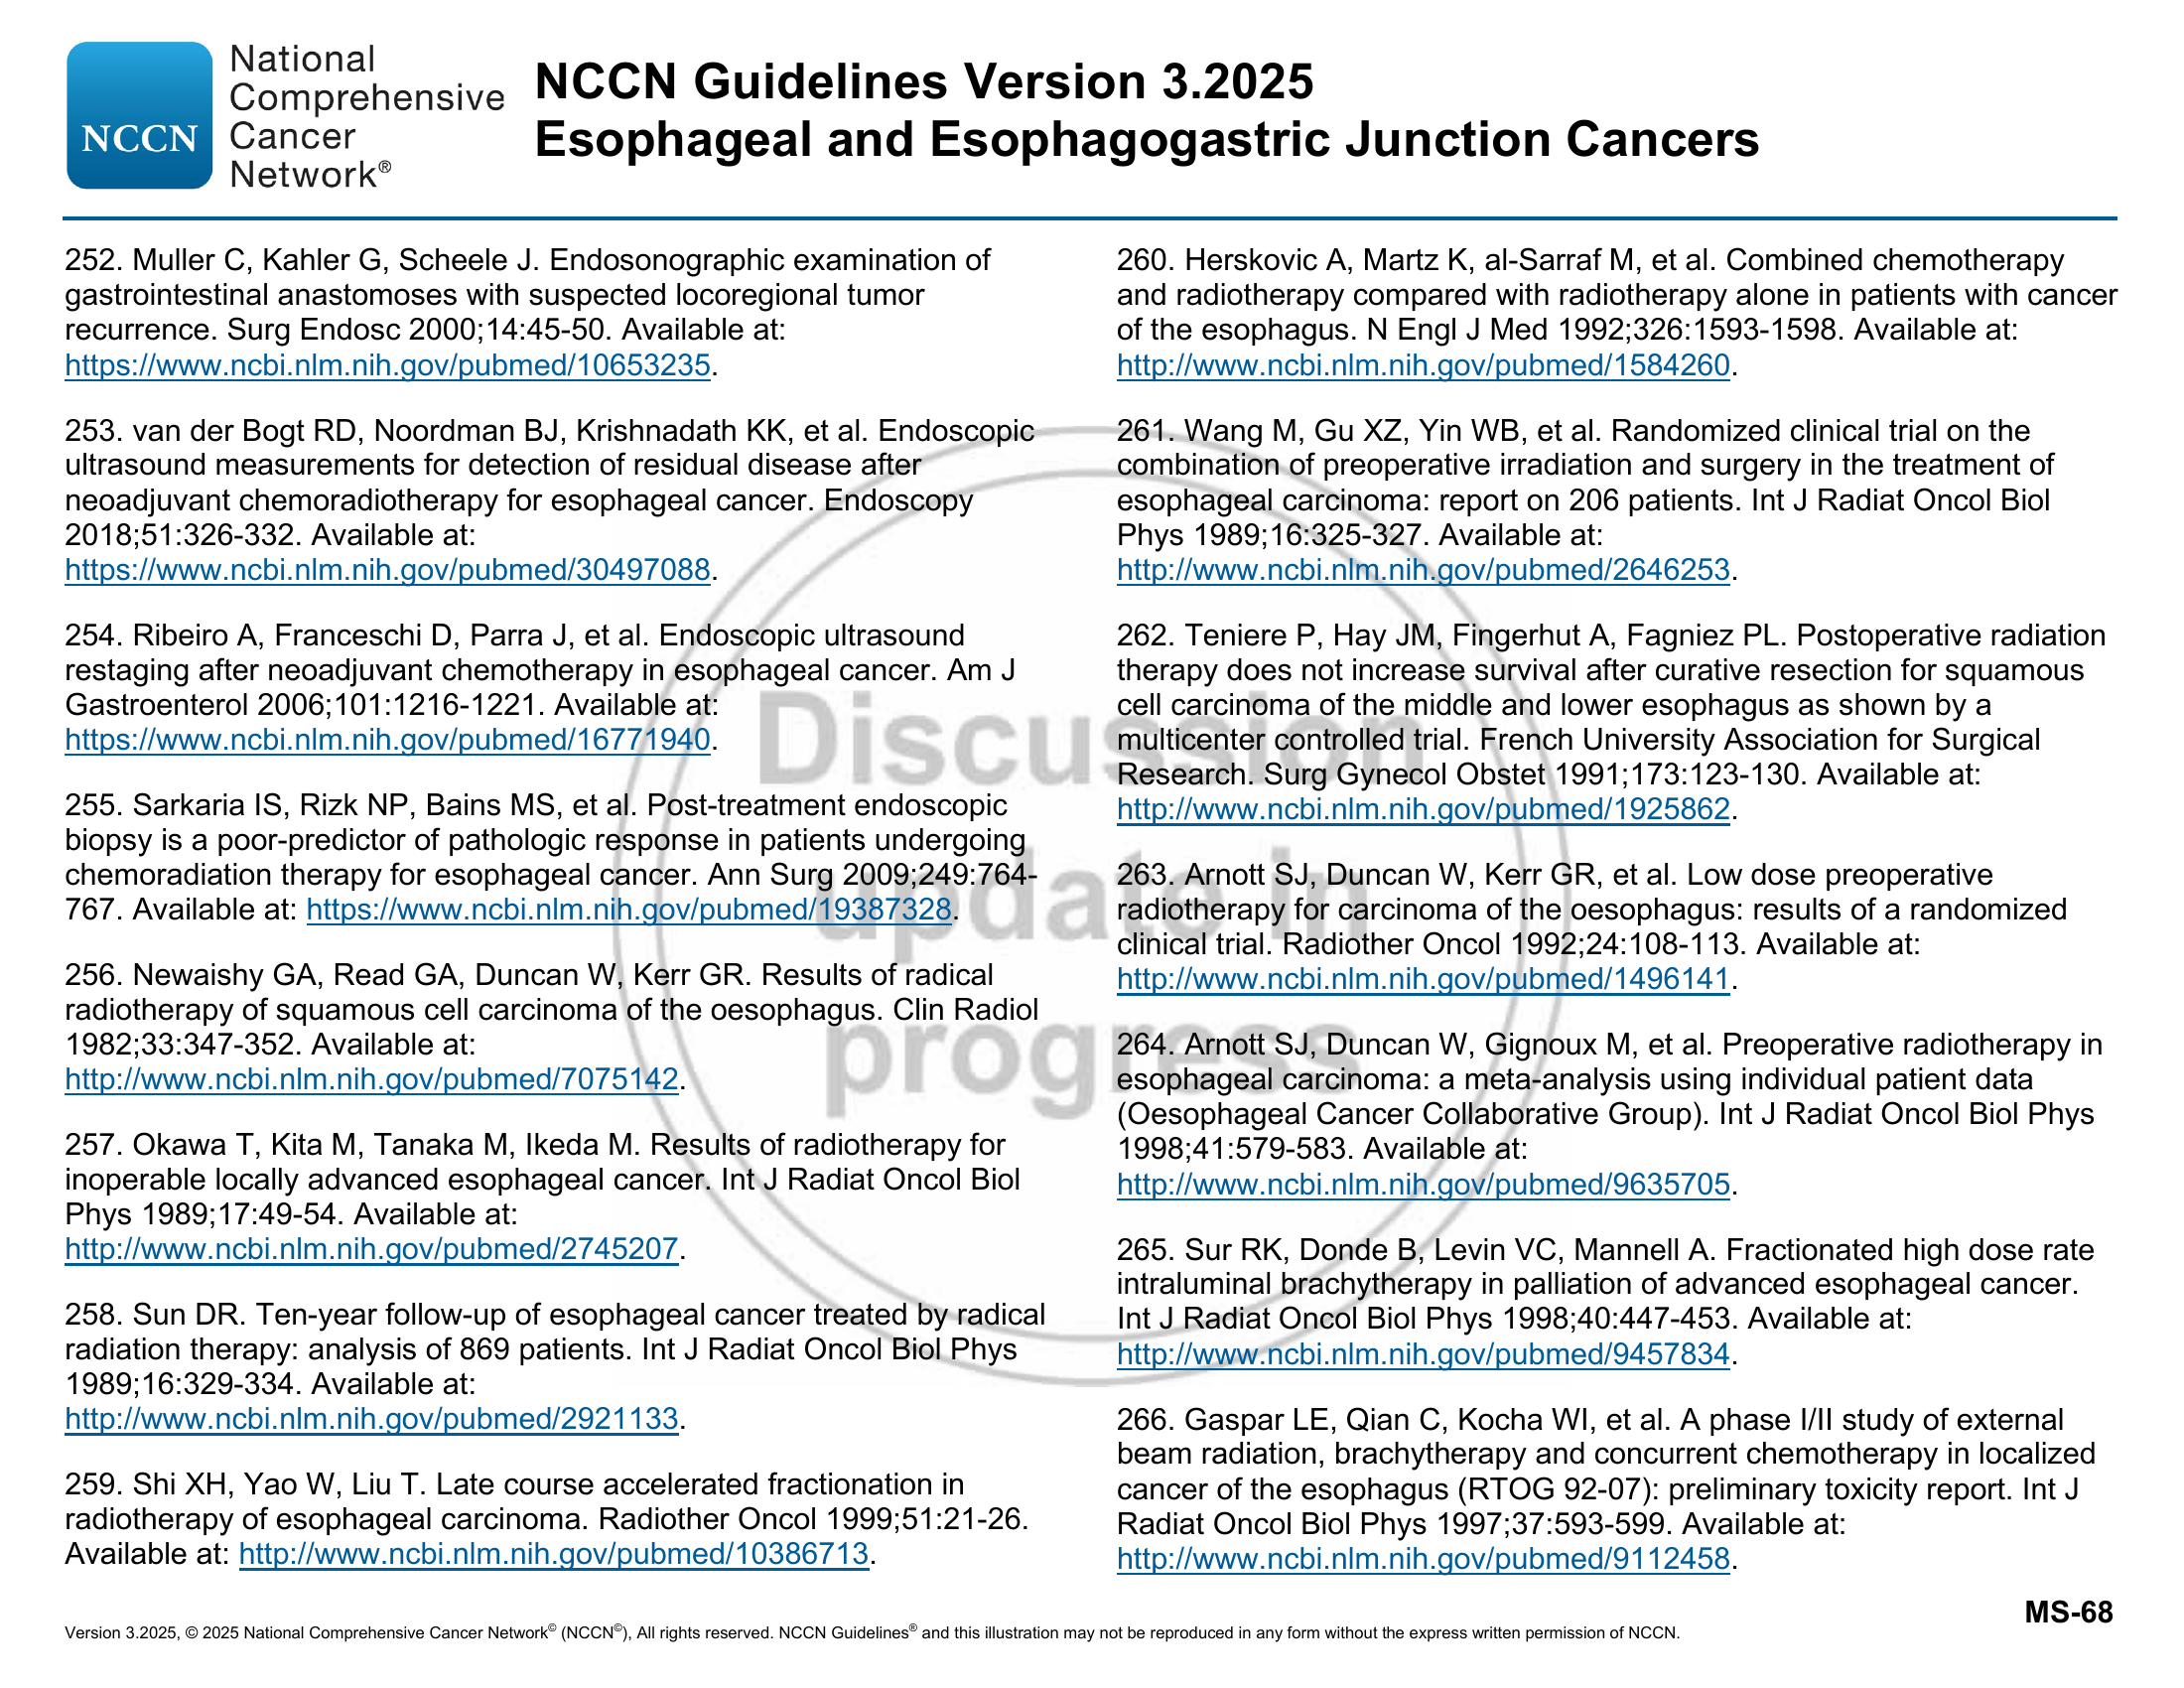 NCCN
National
Comprehensive
Cancer
Network®
NCCN Guidelines Version 3.2025
Esophageal and Esophagogastric Junction Cancers
252. Muller C, Kahler G, Scheele J. Endosonographic examination of
gastrointestinal anastomoses with suspected locoregional tumor
recurrence. Surg Endosc 2000;14:45-50. Available at:
https://www.ncbi.nlm.nih.gov/pubmed/10653235.
253. van der Bogt RD, Noordman BJ, Krishnadath KK, et al. Endoscopic
ultrasound measurements for detection of residual disease after
neoadjuvant chemoradiotherapy for esophageal cancer. Endoscopy
2018;51:326-332. Available at:
https://www.ncbi.nlm.nih.gov/pubmed/30497088.
254. Ribeiro A, Franceschi D, Parra J, et al. Endoscopic ultrasound
restaging after neoadjuvant chemotherapy in esophageal cancer. Am J
Gastroenterol 2006;101:1216-1221. Available at:
https://www.ncbi.nlm.nih.gov/pubmed/16771940.
255. Sarkaria IS, Rizk NP, Bains MS, et al. Post-treatment endoscopic
biopsy is a poor-predictor of pathologic response in patients undergoing
chemoradiation therapy for esophageal cancer. Ann Surg 2009;249:764-
767. Available at: https://www.ncbi.nlm.nih.gov/pubmed/19387328.
256. Newaishy GA, Read GA, Duncan W, Kerr GR. Results of radical
radiotherapy of squamous cell carcinoma of the oesophagus. Clin Radiol
1982;33:347-352. Available at:
http://www.ncbi.nlm.nih.gov/pubmed/7075142.
257. Okawa T, Kita M, Tanaka M, Ikeda M. Results of radiotherapy for
inoperable locally advanced esophageal cancer. Int J Radiat Oncol Biol
Phys 1989;17:49-54. Available at:
http://www.ncbi.nlm.nih.gov/pubmed/2745207.
258. Sun DR. Ten-year follow-up of esophageal cancer treated by radical
radiation therapy: analysis of 869 patients. Int J Radiat Oncol Biol Phys
1989;16:329-334. Available at:
http://www.ncbi.nlm.nih.gov/pubmed/2921133.
259. Shi XH, Yao W, Liu T. Late course accelerated fractionation in
radiotherapy of esophageal carcinoma. Radiother Oncol 1999;51:21-26.
Available at: http://www.ncbi.nlm.nih.gov/pubmed/10386713.
260. Herskovic A, Martz K, al-Sarraf M, et al. Combined chemotherapy
and radiotherapy compared with radiotherapy alone in patients with cancer
of the esophagus. N Engl J Med 1992;326:1593-1598. Available at:
http://www.ncbi.nlm.nih.gov/pubmed/1584260.
261. Wang M, Gu XZ, Yin WB, et al. Randomized clinical trial on the
combination of preoperative irradiation and surgery in the treatment of
esophageal carcinoma: report on 206 patients. Int J Radiat Oncol Biol
Phys 1989;16:325-327. Available at:
http://www.ncbi.nlm.nih.gov/pubmed/2646253.
262. Teniere P, Hay JM, Fingerhut A, Fagniez PL. Postoperative radiation
therapy does not increase survival after curative resection for squamous
cell carcinoma of the middle and lower esophagus as shown by a
multicenter controlled trial. French University Association for Surgical
Research. Surg Gynecol Obstet 1991;173:123-130. Available at:
http://www.ncbi.nlm.nih.gov/pubmed/1925862.
263. Arnott SJ, Duncan W, Kerr GR, et al. Low dose preoperative
radiotherapy for carcinoma of the oesophagus: results of a randomized
clinical trial. Radiother Oncol 1992;24:108-113. Available at:
http://www.ncbi.nlm.nih.gov/pubmed/1496141.
264. Arnott SJ, Duncan W, Gignoux M, et al. Preoperative radiotherapy in
esophageal carcinoma: a meta-analysis using individual patient data
(Oesophageal Cancer Collaborative Group). Int J Radiat Oncol Biol Phys
1998;41:579-583. Available at:
http://www.ncbi.nlm.nih.gov/pubmed/9635705.
265. Sur RK, Donde B, Levin VC, Mannell A. Fractionated high dose rate
intraluminal brachytherapy in palliation of advanced esophageal cancer.
Int J Radiat Oncol Biol Phys 1998;40:447-453. Available at:
http://www.ncbi.nlm.nih.gov/pubmed/9457834.
266. Gaspar LE, Qian C, Kocha WI, et al. A phase I/II study of external
beam radiation, brachytherapy and concurrent chemotherapy in localized
cancer of the esophagus (RTOG 92-07): preliminary toxicity report. Int J
Radiat Oncol Biol Phys 1997;37:593-599. Available at:
http://www.ncbi.nlm.nih.gov/pubmed/9112458.
Discussion
update in
progress
MS-68
Version 3.2025, © 2025 National Comprehensive Cancer Network© (NCCN©), All rights reserved. NCCN Guidelines® and this illustration may not be reproduced in any form without the express written permission of NCCN.